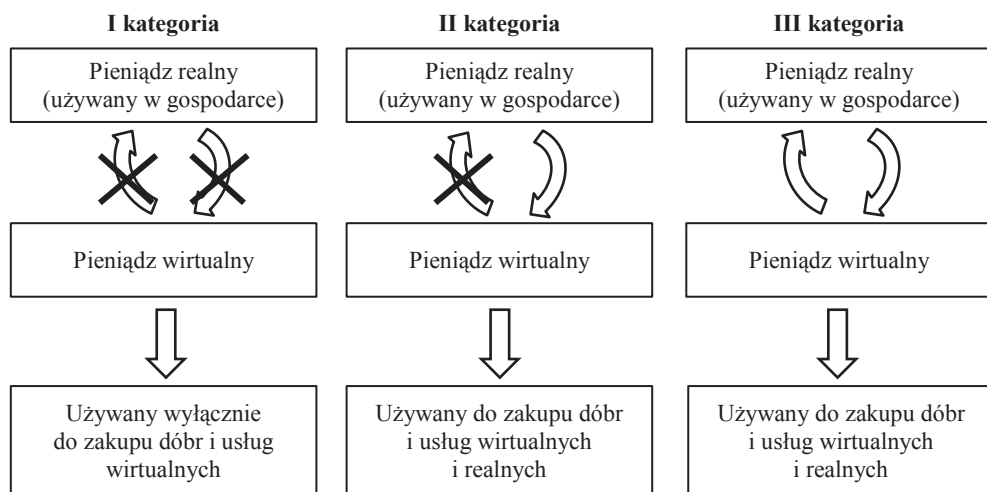 I kategoria
Pieniądz realny
(używany w gospodarce)
Pieniądz wirtualny
Używany wyłącznie
do zakupu dóbr i usług
wirtualnych
II kategoria
Pieniądz realny
(używany w gospodarce)
Pieniądz wirtualny
Używany do zakupu dóbr
i usług wirtualnych
i realnych
III kategoria
Pieniądz realny
(używany w gospodarce)
Pieniądz wirtualny
Używany do zakupu dóbr
i usług wirtualnych
i realnych